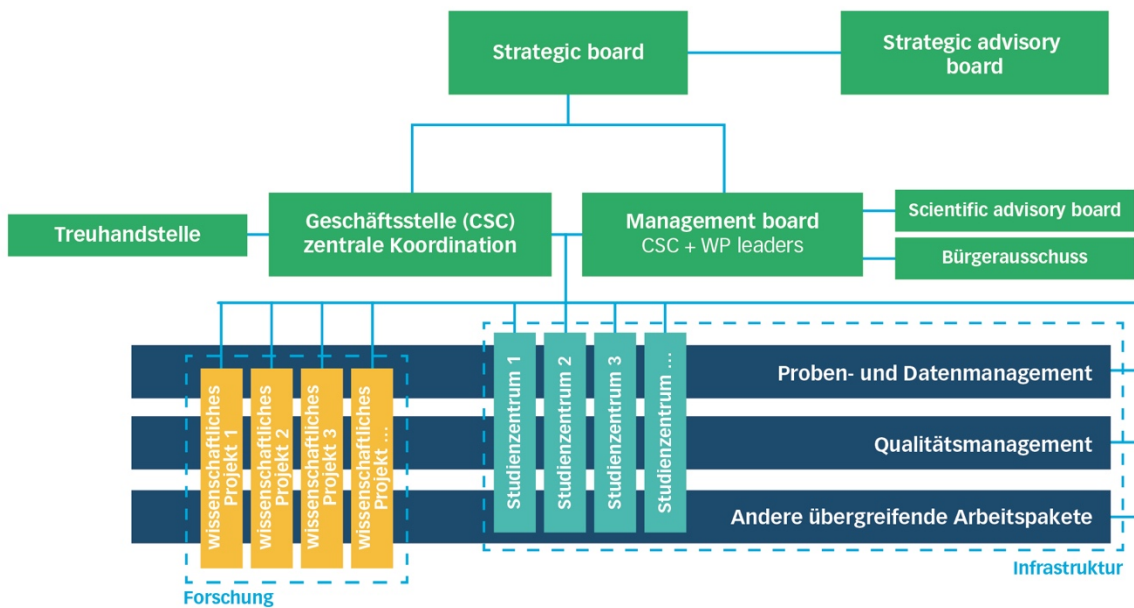 Strategic board
Strategic advisory
board
Treuhandstelle
Geschäftsstelle (CSC)
zentrale Koordination
Management board
CSC + WP leaders
Scientific advisory board
Bürgerausschuss
wissenschaftliches
Projekt 1
wissenschaftliches
Projekt 2
wissenschaftliches
Projekt 3
wissenschaftliches
Projekt ...
Studienzentrum 1
Studienzentrum 2
Studienzentrum 3
Studienzentrum ...
Proben- und Datenmanagement
Qualitätsmanagement
Andere übergreifende Arbeitspakete
Infrastruktur
Forschung